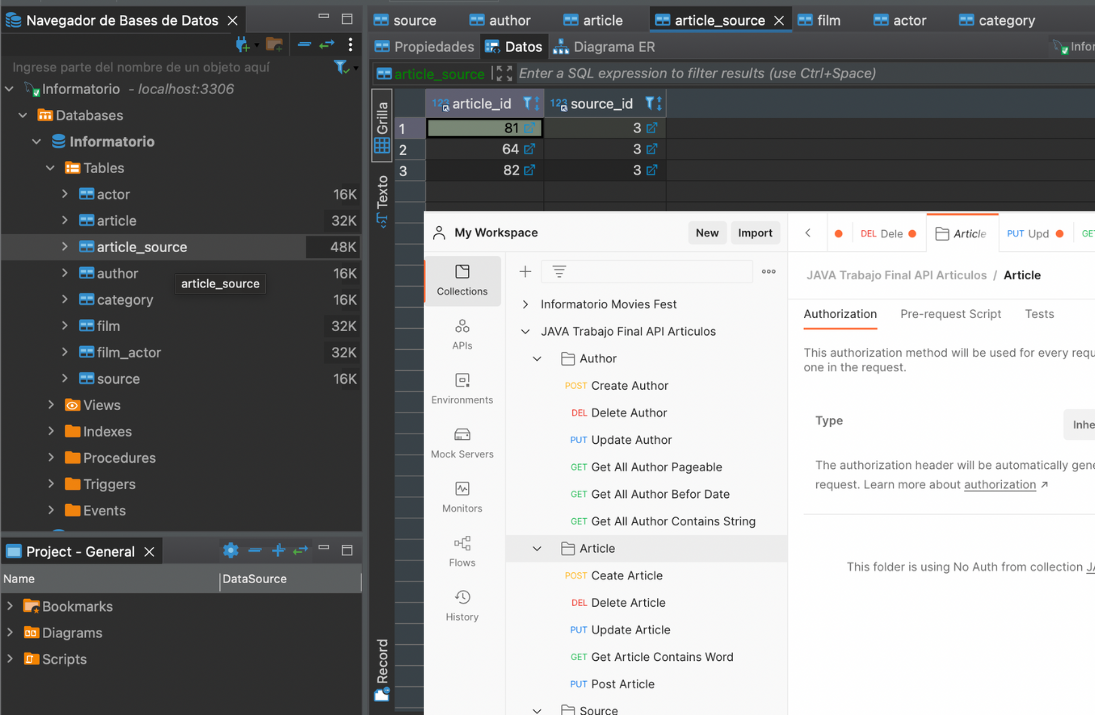 Navegador de Bases de Datos
Ingrese parte del nombre de un objeto aquí
Informatorio - localhost:3306
Databases
Informatorio
Tables
actor 16K
article 32K
article_source 48K
author 16K
article_source
category 16K
film 32K
film_actor 32K
source 16K
Views
Indexes
Procedures
Triggers
Events
Project - General
Name DataSource
Bookmarks
Diagrams
Scripts
source author article article_source film actor category
Propiedades Datos Diagrama ER
article_source Enter a SQL expression to filter results (use Ctrl+Space)
Grilla
Texto
Record
123 article_id 123 source_id
1 81 3
2 64 3
3 82 3
My Workspace New Import
Collections
APIs
Environments
Mock Servers
Monitors
Flows
History
Informatorio Movies Fest
JAVA Trabajo Final API Articulos
Author
POST Create Author
DEL Delete Author
PUT Update Author
GET Get All Author Pageable
GET Get All Author Befor Date
GET Get All Author Contains String
Article
POST Ceate Article
DEL Delete Article
PUT Update Article
GET Get Article Contains Word
PUT Post Article
Source
DEL Dele Article PUT Upd
JAVA Trabajo Final API Articulos / Article
Authorization Pre-request Script Tests
This authorization method will be used for every requ
one in the request.
Type
Inhe
The authorization header will be automatically gene
request. Learn more about authorization ↗
This folder is using No Auth from collection JA